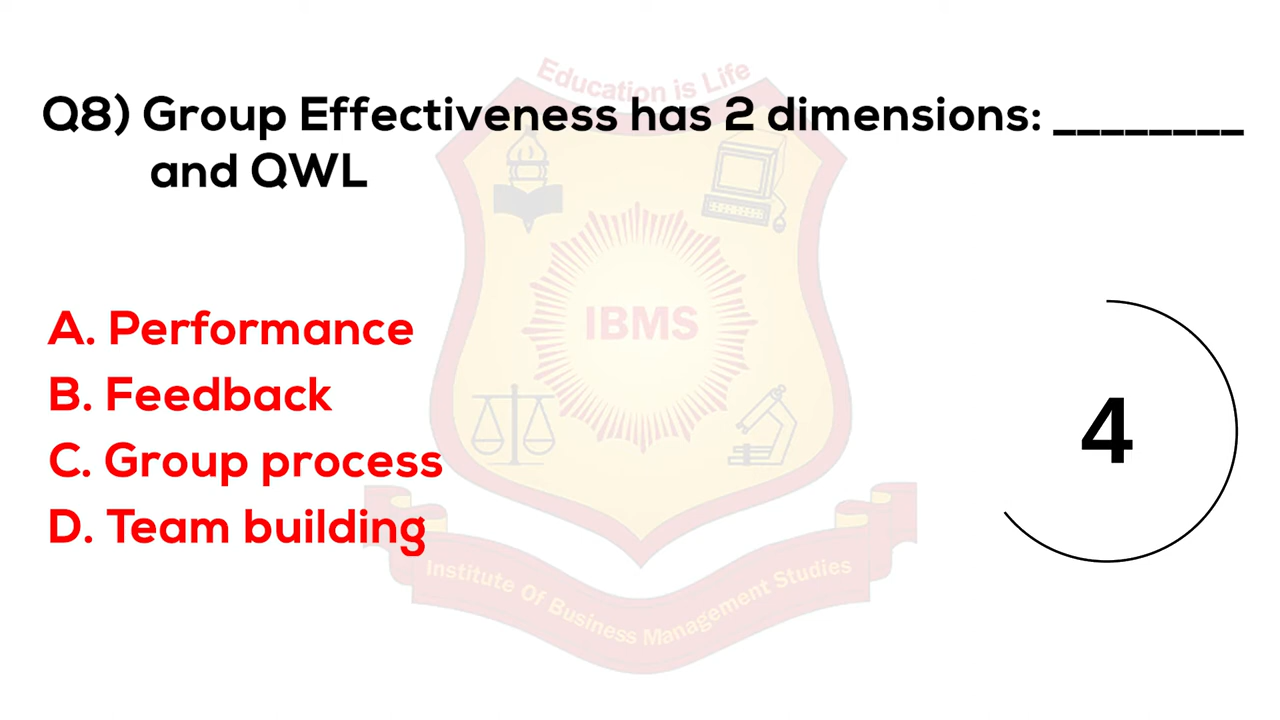 Education is Life
Q8) Group Effectiveness has 2 dimensions: ________
and QWL
IBMS
A. Performance
B. Feedback
C. Group process
D. Team building
4
Institute Of Business Management Studies